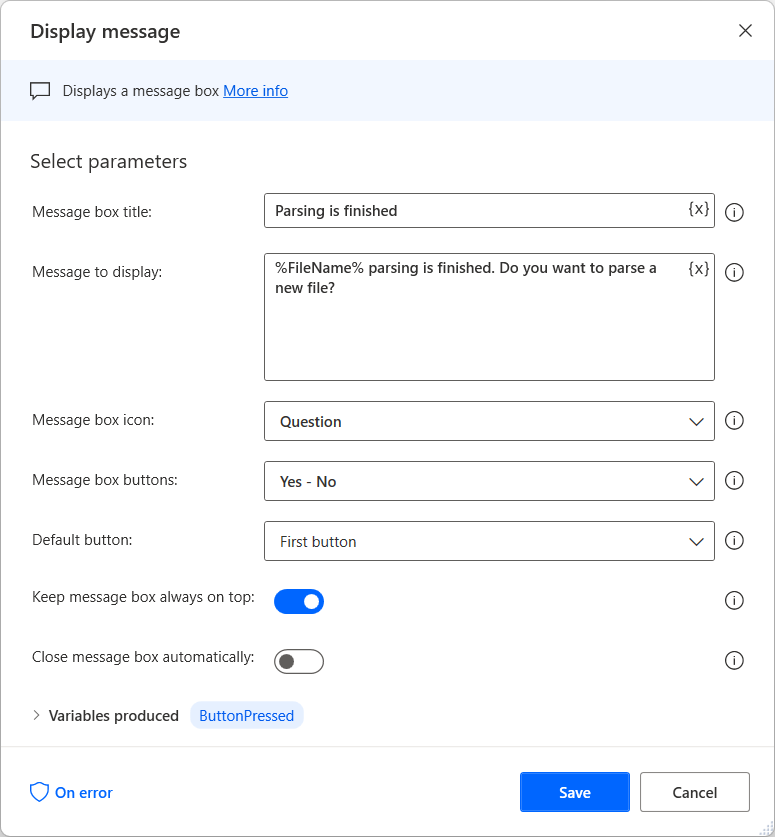 Display message
Displays a message box More info
Select parameters
Message box title:
Parsing is finished
{x}
Message to display:
%FileName% parsing is finished. Do you want to parse a
new file?
{x}
Message box icon:
Question
Message box buttons:
Yes - No
Default button:
First button
Keep message box always on top:
Close message box automatically:
Variables produced
ButtonPressed
On error
Save
Cancel